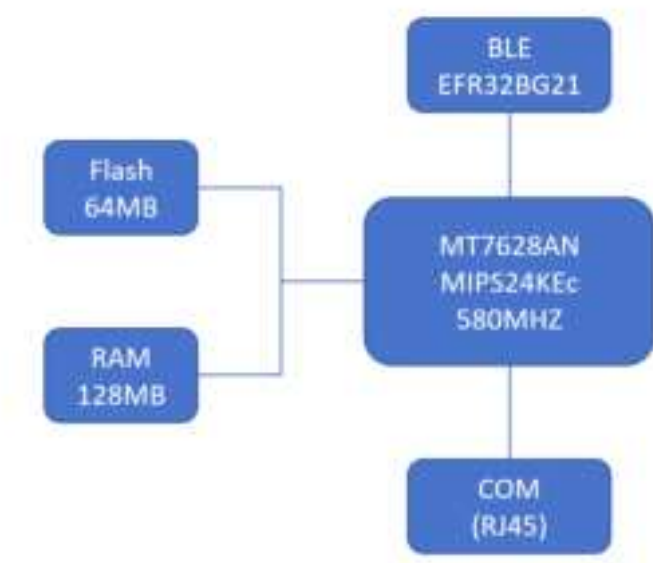 BLE
EFR32BG21
Flash
64MB
MT7628AN
MIPS24KEc
580MHZ
RAM
128MB
COM
(RJ45)